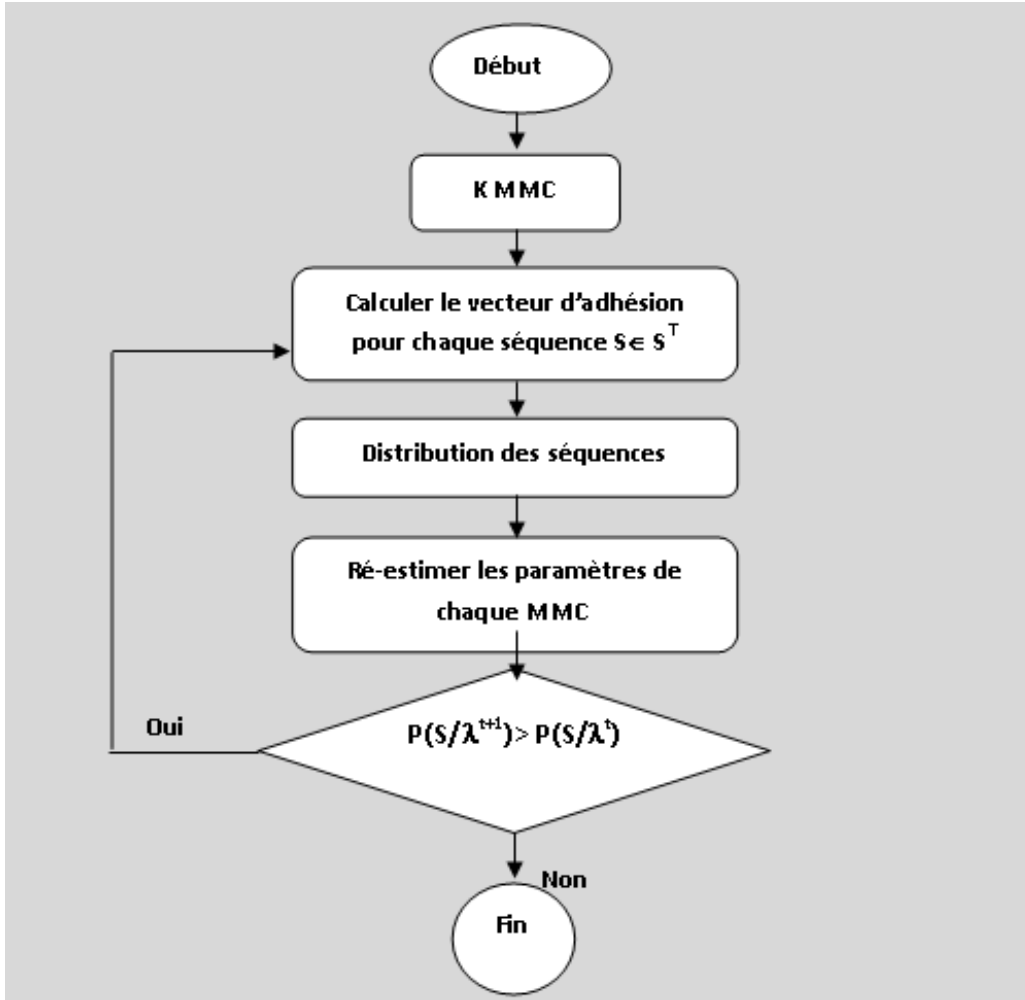 Début
K MMC
Calculer le vecteur d'adhésion
pour chaque séquence S∈ S^T
Distribution des séquences
Ré-estimer les paramètres de
chaque MMC
Oui
P(S/λ^t+1)> P(S/λ^t)
Non
Fin